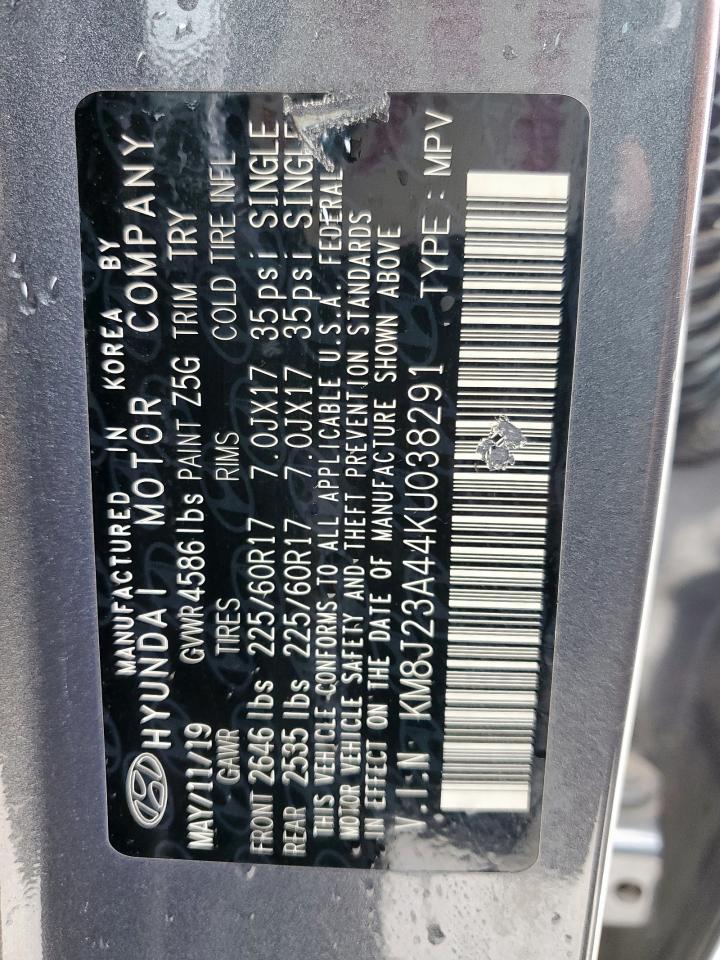 MANUFACTURED IN KOREA BY
HYUNDAI MOTOR COMPANY
MAY/11/19 GVWR 4586 lbs PAINT Z5G TRIM TRY
GAWR TIRES RIMS COLD TIRE INFL
FRONT 2646 lbs 225/60R17 7.0JX17 35psi SINGLE
REAR 2535 lbs 225/60R17 7.0JX17 35psi SINGLE
THIS VEHICLE CONFORMS TO ALL APPLICABLE U.S.A. FEDERAL
MOTOR VEHICLE SAFETY AND THEFT PREVENTION STANDARDS
IN EFFECT ON THE DATE OF MANUFACTURE SHOWN ABOVE
V.I.N: KM8J23A44KU038291 TYPE: MPV